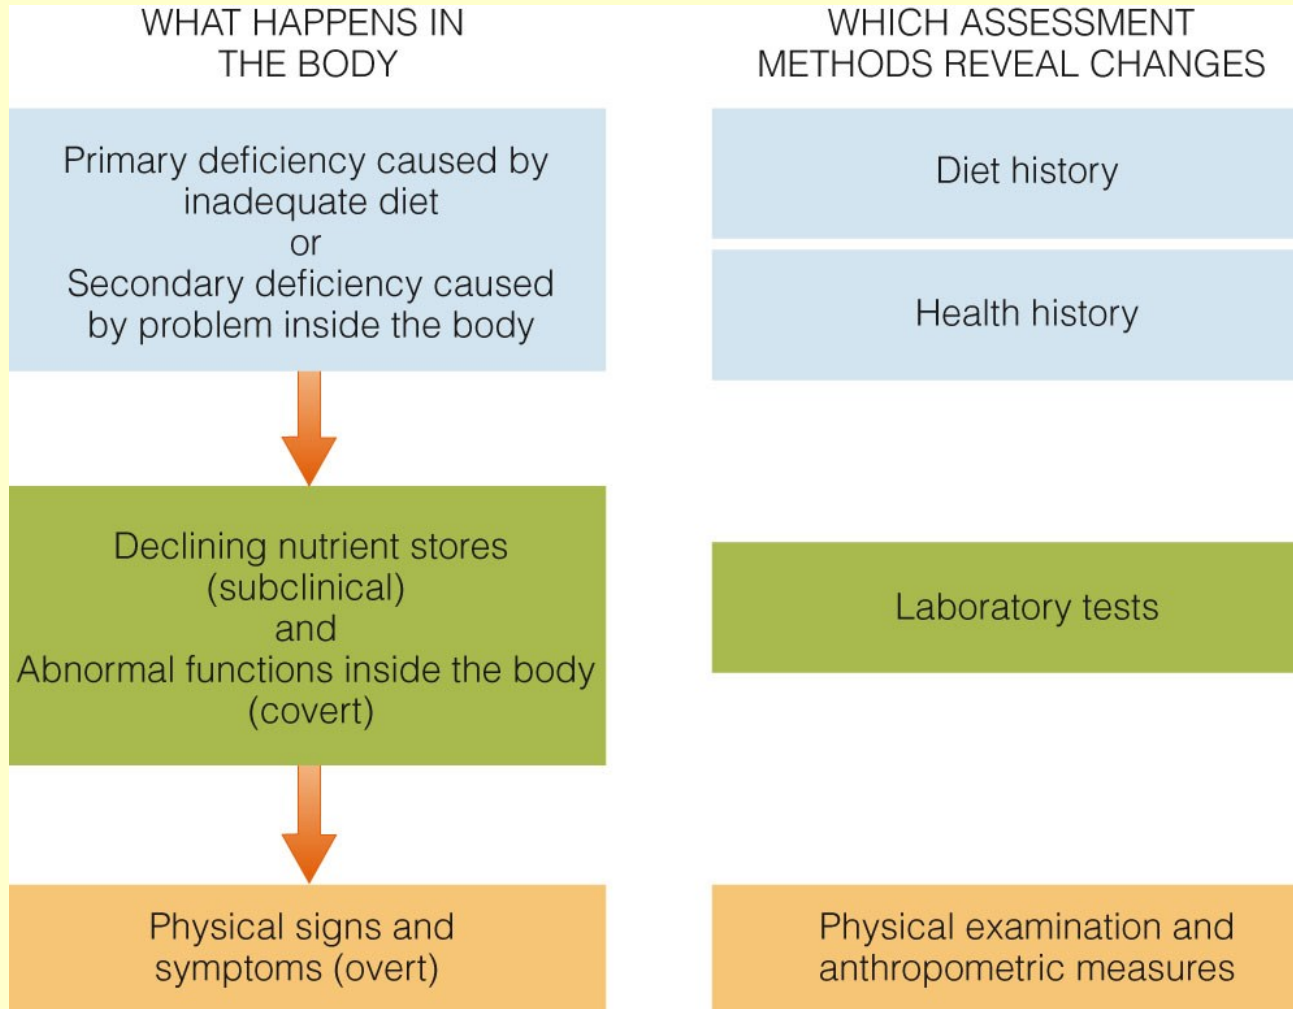 WHAT HAPPENS IN
THE BODY
WHICH ASSESSMENT
METHODS REVEAL CHANGES
Primary deficiency caused by
inadequate diet
or
Secondary deficiency caused
by problem inside the body
Diet history
Health history
Declining nutrient stores
(subclinical)
and
Abnormal functions inside the body
(covert)
Laboratory tests
Physical signs and
symptoms (overt)
Physical examination and
anthropometric measures